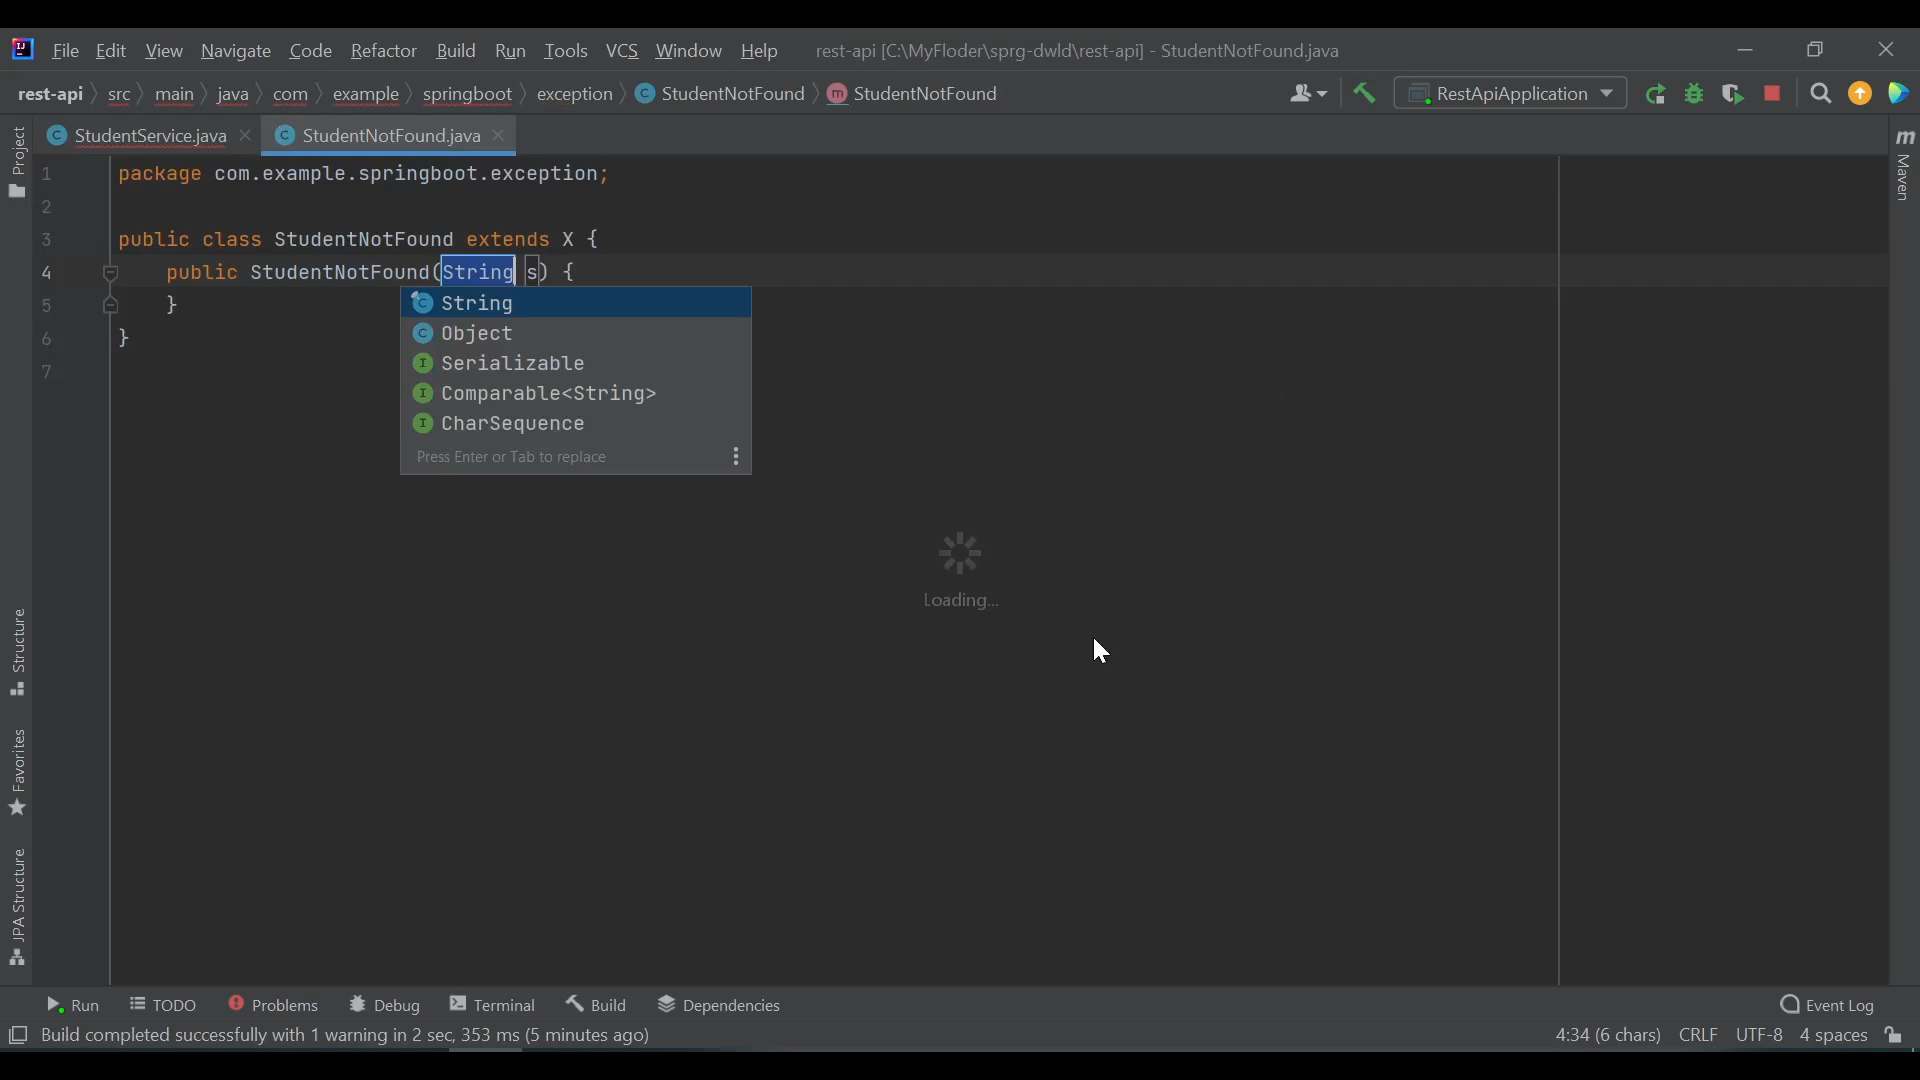 File Edit View Navigate Code Refactor Build Run Tools VCS Window Help rest-api [C:\MyFloder\sprg-dwld\rest-api] - StudentNotFound.java
rest-api src main java com example springboot exception StudentNotFound StudentNotFound RestApiApplication
StudentService.java StudentNotFound.java
Project
Maven
1 package com.example.springboot.exception;
2
3 public class StudentNotFound extends X {
4 public StudentNotFound(String s) {
5 }
6 }
7
String
Object
Serializable
Comparable<String>
CharSequence
Press Enter or Tab to replace
Loading...
Structure
Favorites
JPA Structure
Run TODO Problems Debug Terminal Build Dependencies Event Log
Build completed successfully with 1 warning in 2 sec, 353 ms (5 minutes ago) 4:34 (6 chars) CRLF UTF-8 4 spaces